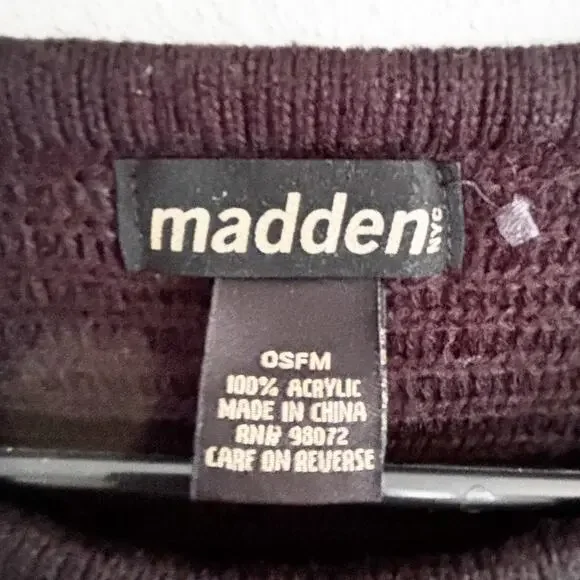 madden NYC
OSFM
100% ACRYLIC
MADE IN CHINA
RN# 98072
CARE ON REVERSE